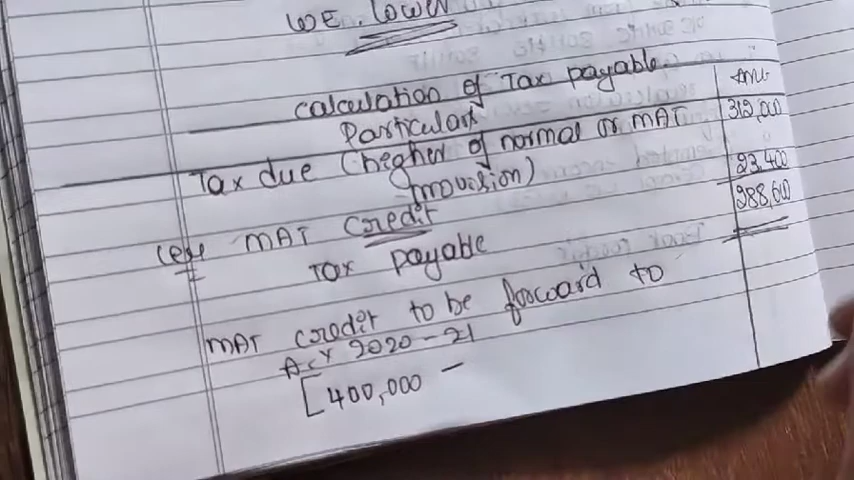 WE. lower
Calculation of Tax payable
Particulars Amt
Tax due (higher of normal or MAT 312,000
provision)
Less MAT Credit 23,400
Tax payable 288,600
MAT credit to be forward to
A.Y 2020-21
[400,000 -